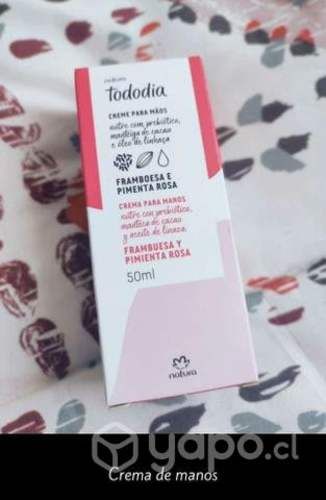 natura
tododia
CREME PARA MÃOS
nutre com prebiótico,
manteiga de cacau
e óleo de linhaça
FRAMBOESA E
PIMENTA ROSA
CREMA PARA MANOS
nutre con prebiótico,
manteca de cacao
y aceite de linaza
FRAMBUESA Y
PIMIENTA ROSA
50ml
natura
yapo.cl
Crema de manos